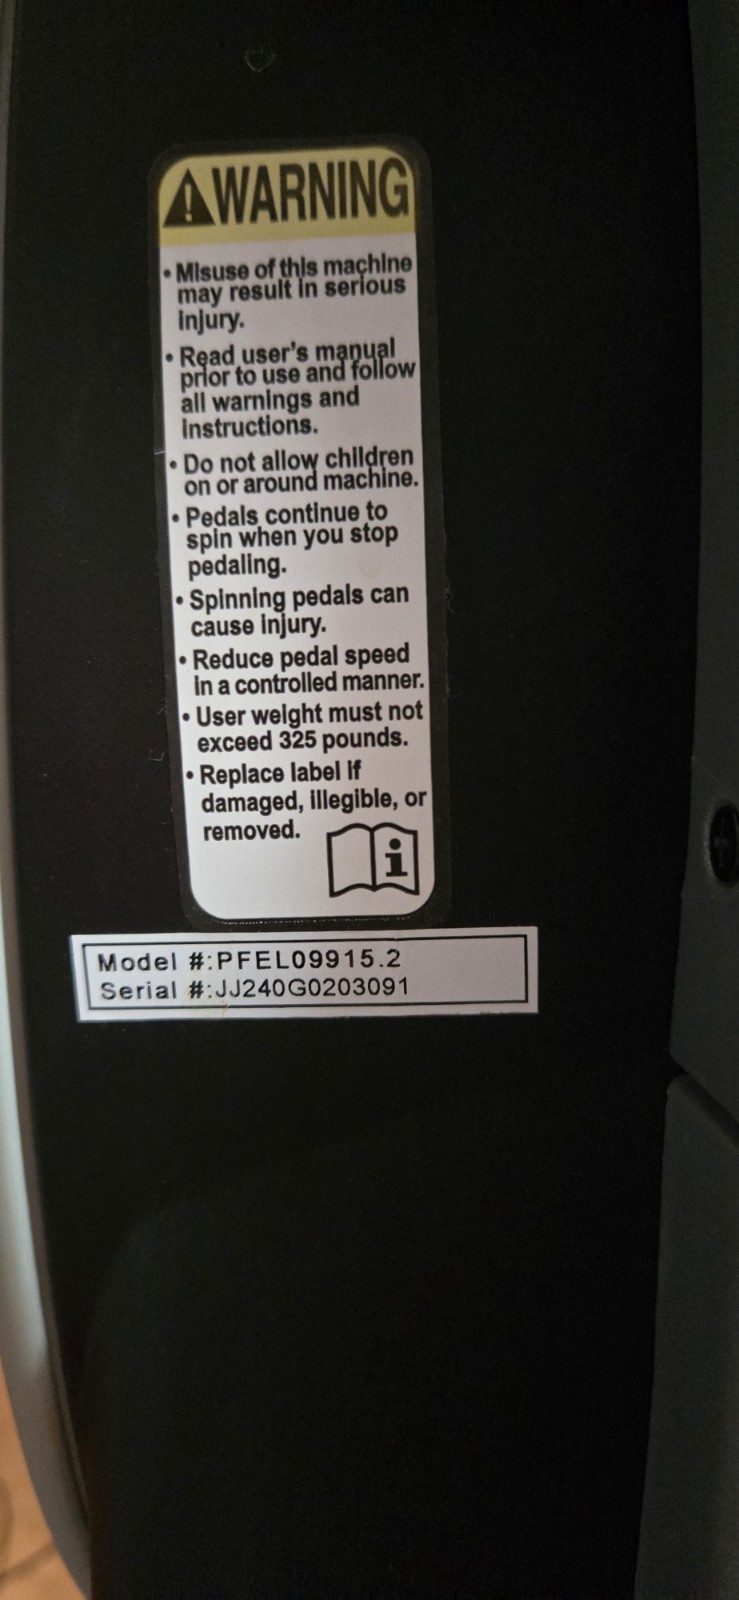 WARNING
• Misuse of this machine
may result in serious
injury.
• Read user's manual
prior to use and follow
all warnings and
instructions.
• Do not allow children
on or around machine.
• Pedals continue to
spin when you stop
pedaling.
• Spinning pedals can
cause injury.
• Reduce pedal speed
in a controlled manner.
• User weight must not
exceed 325 pounds.
• Replace label if
damaged, illegible, or
removed.
Model #:PFEL09915.2
Serial #:JJ240G0203091